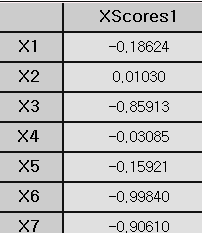 XScores1
X1 -0,18624
X2 0,01030
X3 -0,85913
X4 -0,03085
X5 -0,15921
X6 -0,99840
X7 -0,90610